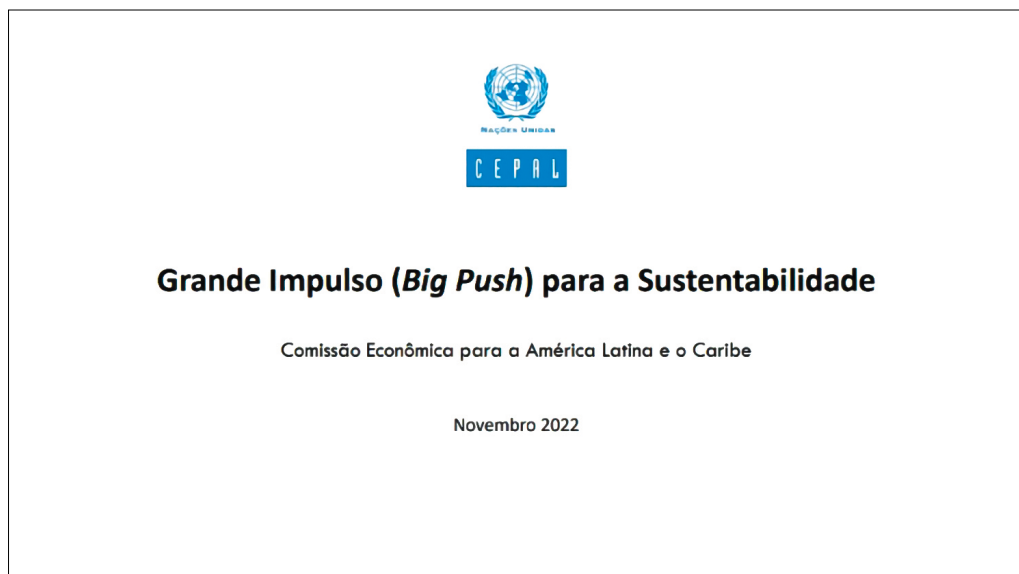 Nações Unidas
CEPAL
Grande Impulso (Big Push) para a Sustentabilidade
Comissão Econômica para a América Latina e o Caribe
Novembro 2022